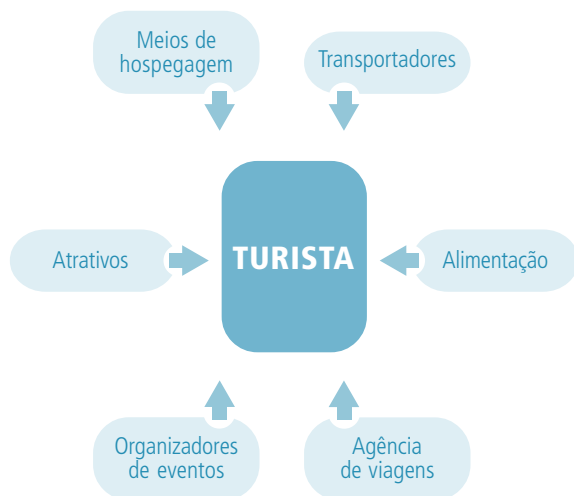 Meios de
hospegagem
Transportadores
Atrativos
TURISTA
Alimentação
Organizadores
de eventos
Agência
de viagens